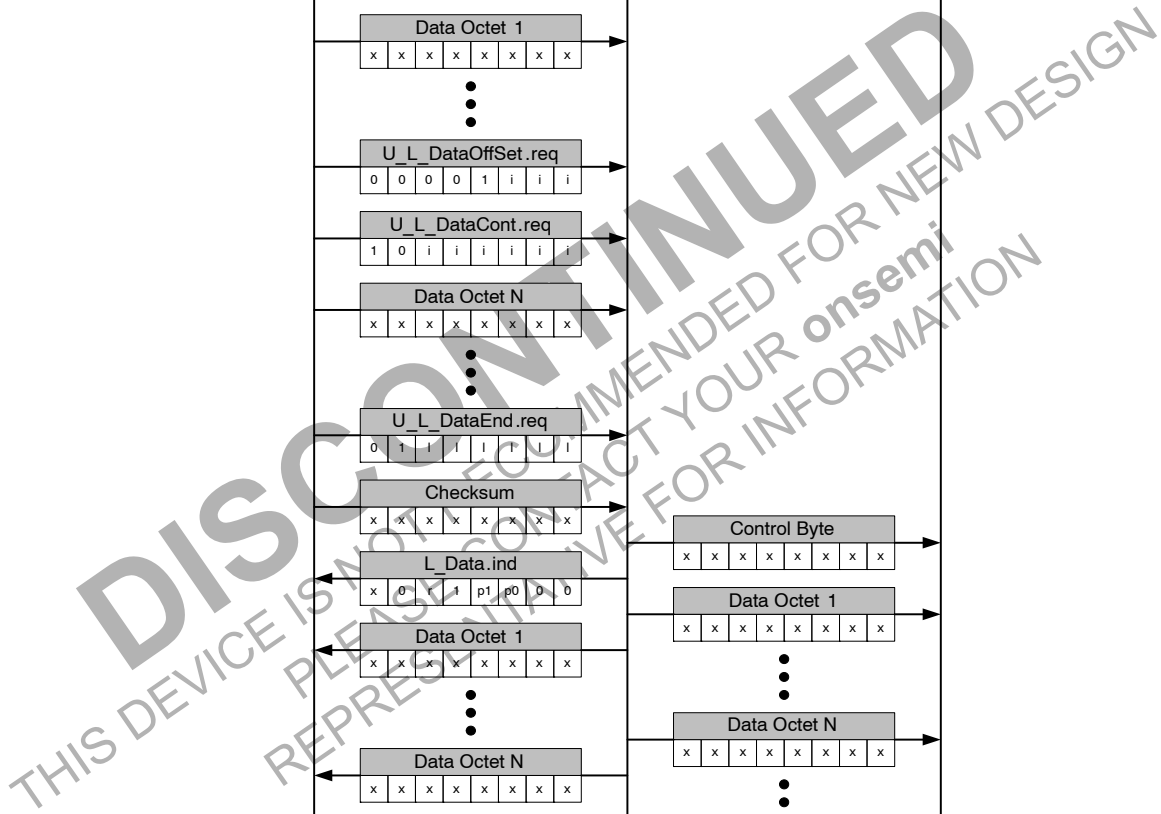 Data Octet 1
x x x x x x x x
U_L_DataOffSet.req
0 0 0 0 1 i i i
U_L_DataCont.req
1 0 i i i i i i
Data Octet N
x x x x x x x x
U_L_DataEnd.req
0 1 l l l l l l
Checksum
x x x x x x x x
Control Byte
x x x x x x x x
L_Data.ind
x 0 r 1 p1 p0 0 0
Data Octet 1
x x x x x x x x
Data Octet 1
x x x x x x x x
Data Octet N
x x x x x x x x
Data Octet N
x x x x x x x x
DISCONTINUED
THIS DEVICE IS NOT RECOMMENDED FOR NEW DESIGN
PLEASE CONTACT YOUR onsemi
REPRESENTATIVE FOR INFORMATION